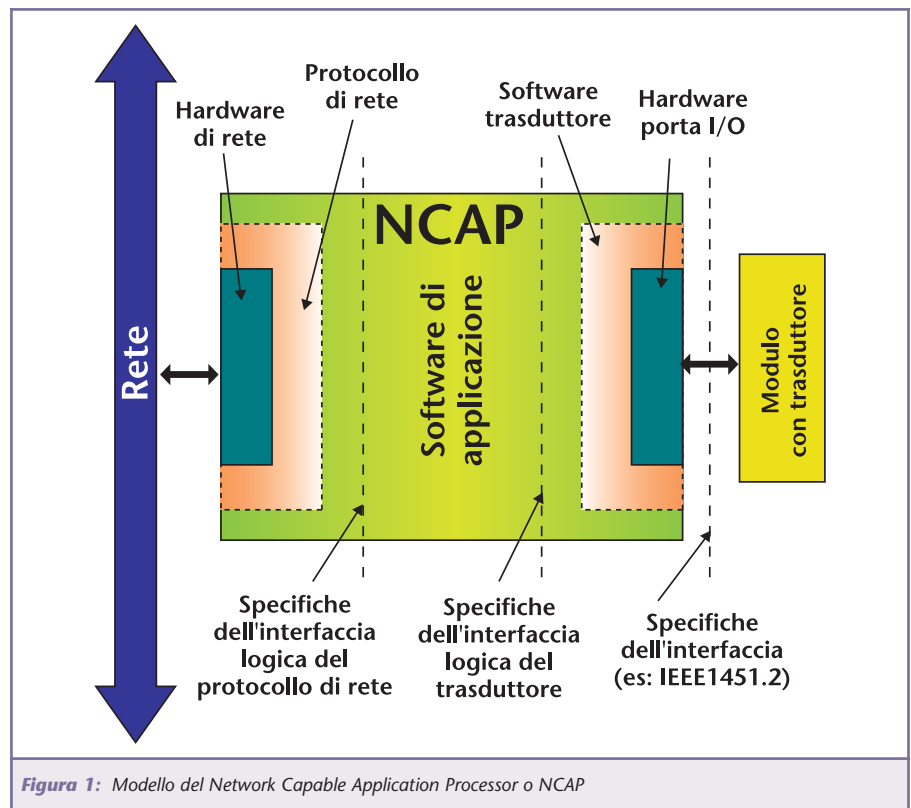 Protocollo
di rete
Hardware
di rete
Software
trasduttore
Hardware
porta I/O
NCAP
Rete
Software di
applicazione
Modulo
con trasduttore
Specifiche
dell'interfaccia
logica del
protocollo di rete
Specifiche
dell'interfaccia
logica del
trasduttore
Specifiche
dell'interfaccia
(es: IEEE1451.2)
Figura 1: Modello del Network Capable Application Processor o NCAP